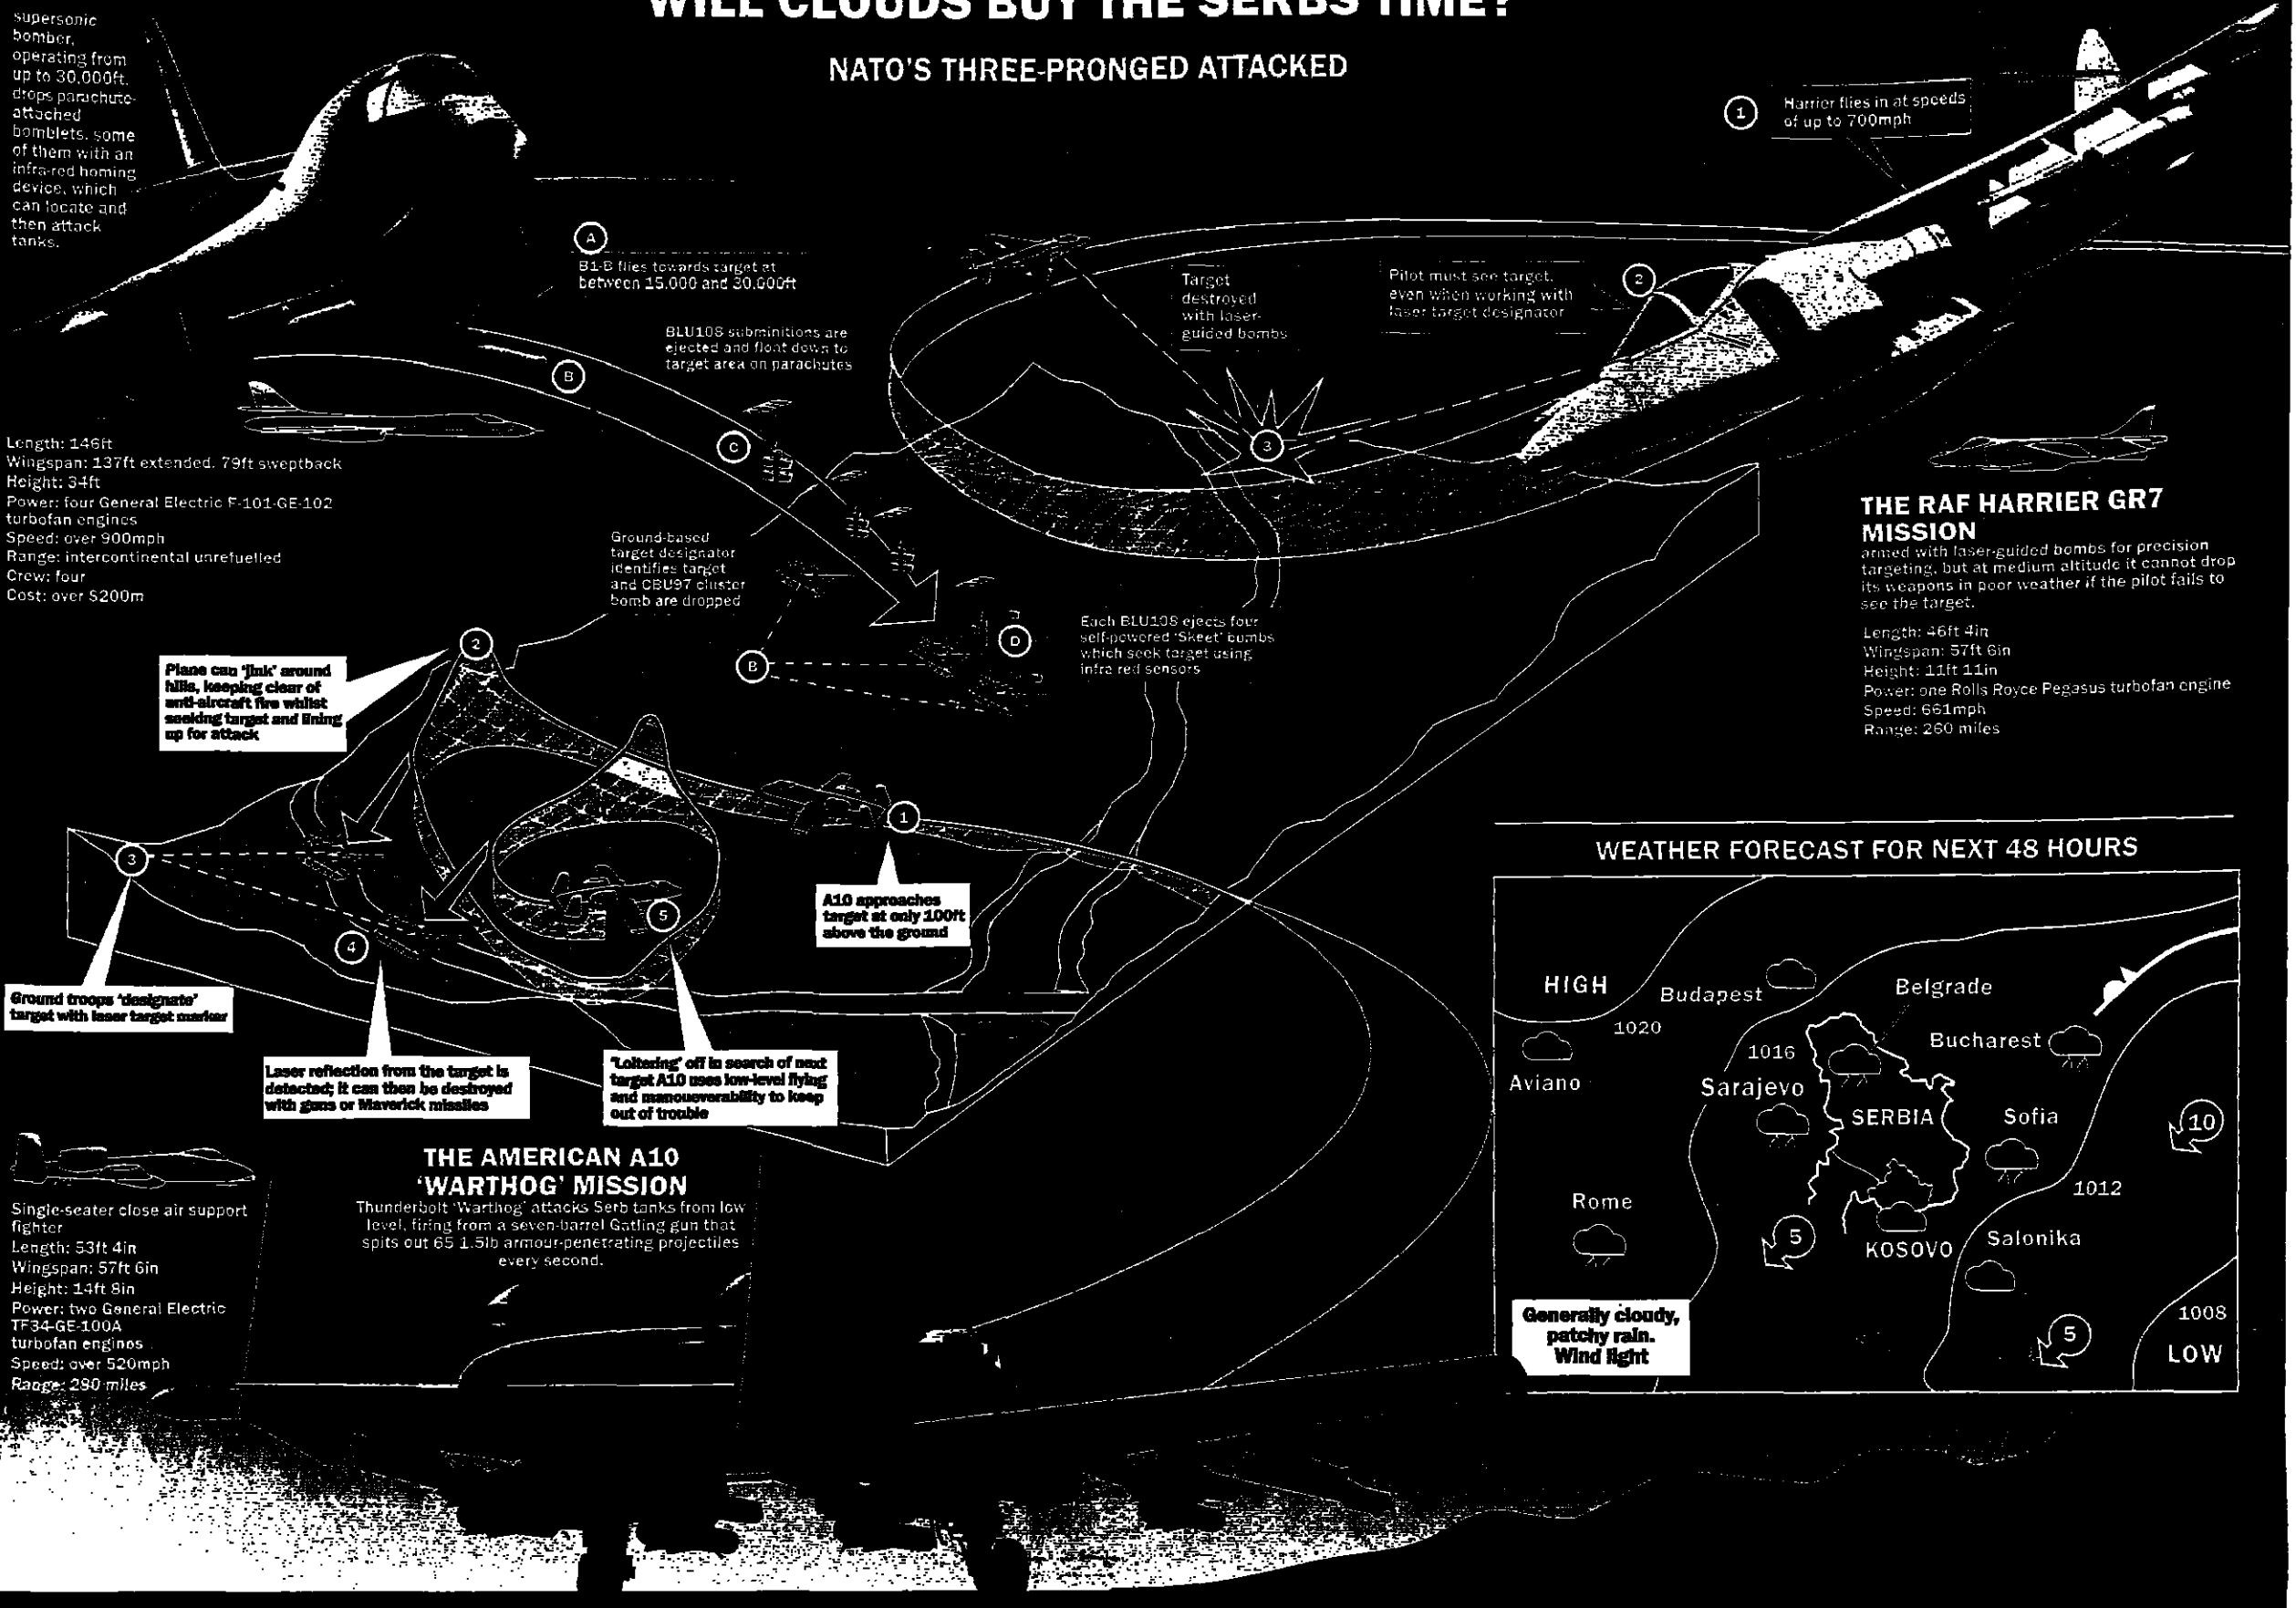 WILL CLOUDS BUY THE SERBS TIME?
NATO'S THREE-PRONGED ATTACKED
supersonic
bomber,
operating from
up to 30,000ft,
drops parachute-
attached
bomblets, some
of them with an
infra-red homing
device, which
can locate and
then attack
tanks.
A
B1-B flies towards target at
between 15,000 and 30,000ft
B
BLU108 subminitions are
ejected and float down to
target area on parachutes
C
Length: 146ft
Wingspan: 137ft extended, 79ft sweptback
Height: 34ft
Power: four General Electric F-101-GE-102
turbofan engines
Speed: over 900mph
Range: intercontinental unrefuelled
Crew: four
Cost: over $200m
Ground-based
target designator
identifies target
and CBU97 cluster
bomb are dropped
B
D
Each BLU108 ejects four
self-powered 'Skeet' bombs
which seek target using
infra red sensors
1
Harrier flies in at speeds
of up to 700mph
2
Pilot must see target,
even when working with
laser target designator
Target
destroyed
with laser-
guided bombs
3
THE RAF HARRIER GR7
MISSION
armed with laser-guided bombs for precision
targeting, but at medium altitude it cannot drop
its weapons in poor weather if the pilot fails to
see the target.
Length: 46ft 4in
Wingspan: 57ft 6in
Height: 11ft 11in
Power: one Rolls Royce Pegasus turbofan engine
Speed: 661mph
Range: 260 miles
2
Plane can 'jink' around
hills, keeping clear of
anti-aircraft fire whilst
seeking target and lining
up for attack
1
A10 approaches
target at only 100ft
above the ground
3
Ground troops 'designate'
target with laser target marker
4
Laser reflection from the target is
detected; it can then be destroyed
with guns or Maverick missiles
5
'Loitering' off in search of next
target A10 uses low-level flying
and manoueverability to keep
out of trouble
THE AMERICAN A10
'WARTHOG' MISSION
Thunderbolt 'Warthog' attacks Serb tanks from low
level, firing from a seven-barrel Gatling gun that
spits out 65 1.5lb armour-penetrating projectiles
every second.
Single-seater close air support
fighter
Length: 53ft 4in
Wingspan: 57ft 6in
Height: 14ft 8in
Power: two General Electric
TF34-GE-100A
turbofan engines
Speed: over 520mph
Range: 290 miles
WEATHER FORECAST FOR NEXT 48 HOURS
HIGH
Budapest
Belgrade
1020
Bucharest
1016
Aviano
Sarajevo
SERBIA
Sofia
10
1012
Rome
5
KOSOVO
Salonika
1008
5
LOW
Generally cloudy,
patchy rain.
Wind light